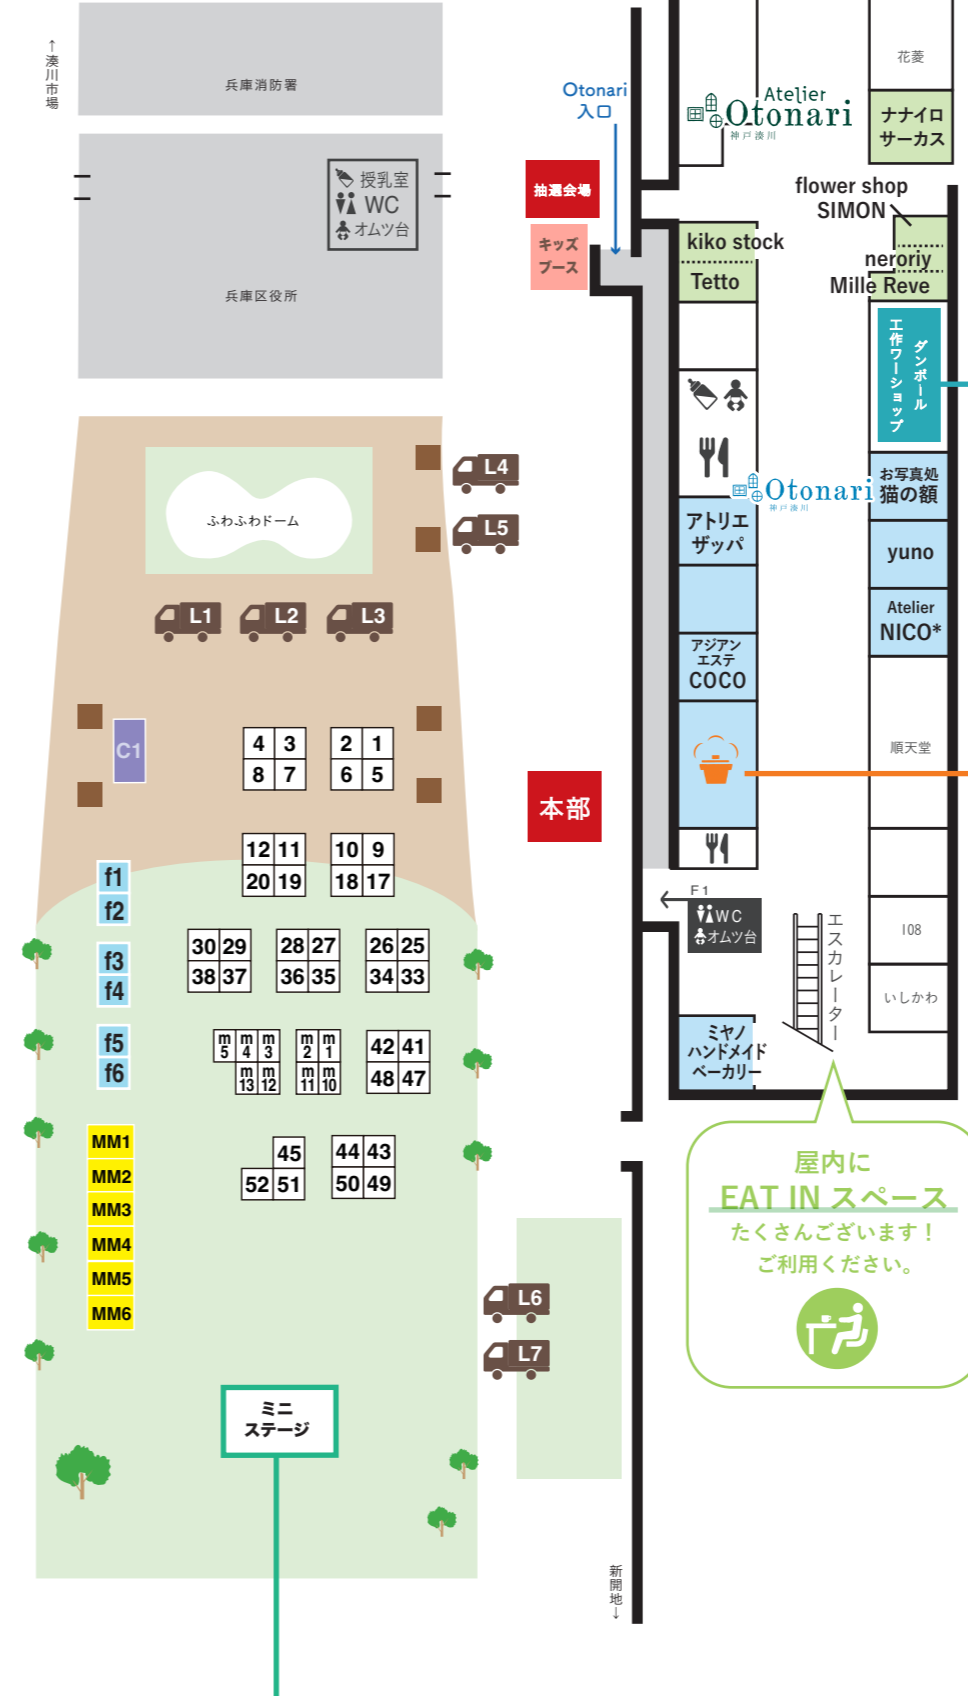 ↑湊川市場
兵庫消防署
授乳室
WC
オムツ台
兵庫区役所
Otonari
入口
抽選会場
キッズ
ブース
Atelier
Otonari
神戸湊川
花菱
ナナイロ
サーカス
flower shop
SIMON
neroriy
Mille Reve
kiko stock
Tetto
ダンボール
工作ワーショップ
Otonari
神戸湊川
お写真処
猫の額
アトリエ
ザッパ
yuno
Atelier
NICO*
アジアン
エステ
COCO
順天堂
ふわふわドーム
L4
L5
L1 L2 L3
C1
4 3 2 1
8 7 6 5
本部
12 11 10 9
20 19 18 17
f1
f2
f3
f4
f5
f6
30 29 28 27 26 25
38 37 36 35 34 33
m5 m4 m3 m2 m1 42 41
m13 m12 m11 m10 48 47
45 44 43
52 51 50 49
MM1
MM2
MM3
MM4
MM5
MM6
F1
WC
オムツ台
エスカレーター
108
いしかわ
ミヤノ
ハンドメイド
ベーカリー
屋内に
EAT IN スペース
たくさんございます！
ご利用ください。
L6
L7
ミニ
ステージ
新開地↓